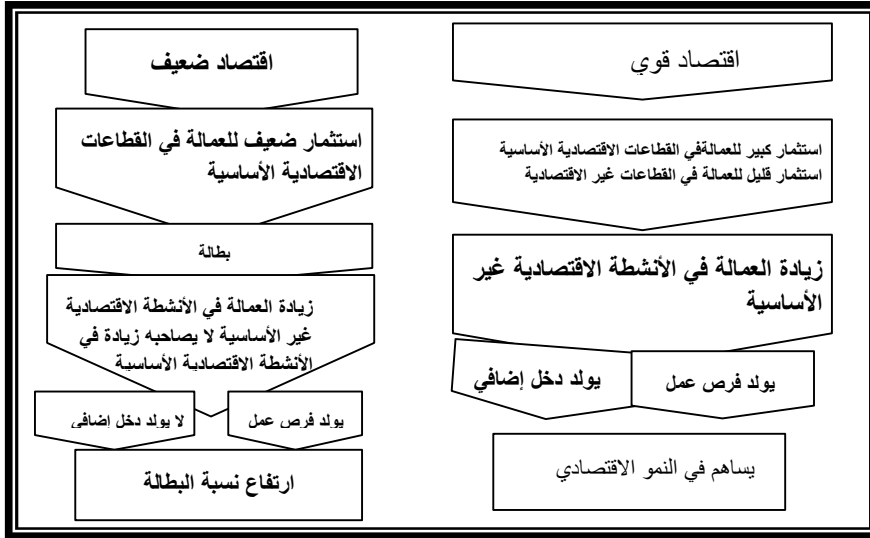 اقتصاد قوي
استثمار كبير للعمالةفي القطاعات الاقتصادية الأساسية
استثمار قليل للعمالة في القطاعات غير الاقتصادية
زيادة العمالة في الأنشطة الاقتصادية غير
الأساسية
يولد فرص عمل
يولد دخل إضافي
يساهم في النمو الاقتصادي
اقتصاد ضعيف
استثمار ضعيف للعمالة في القطاعات
الاقتصادية الأساسية
بطالة
زيادة العمالة في الأنشطة الاقتصادية
غير الأساسية لا يصاحبه زيادة في
الأنشطة الاقتصادية الأساسية
يولد فرص عمل
لا يولد دخل إضافي
ارتفاع نسبة البطالة